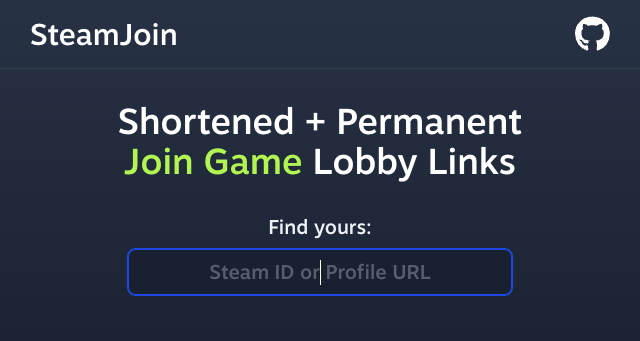 SteamJoin
Shortened + Permanent
Join Game Lobby Links
Find yours:
Steam ID or Profile URL